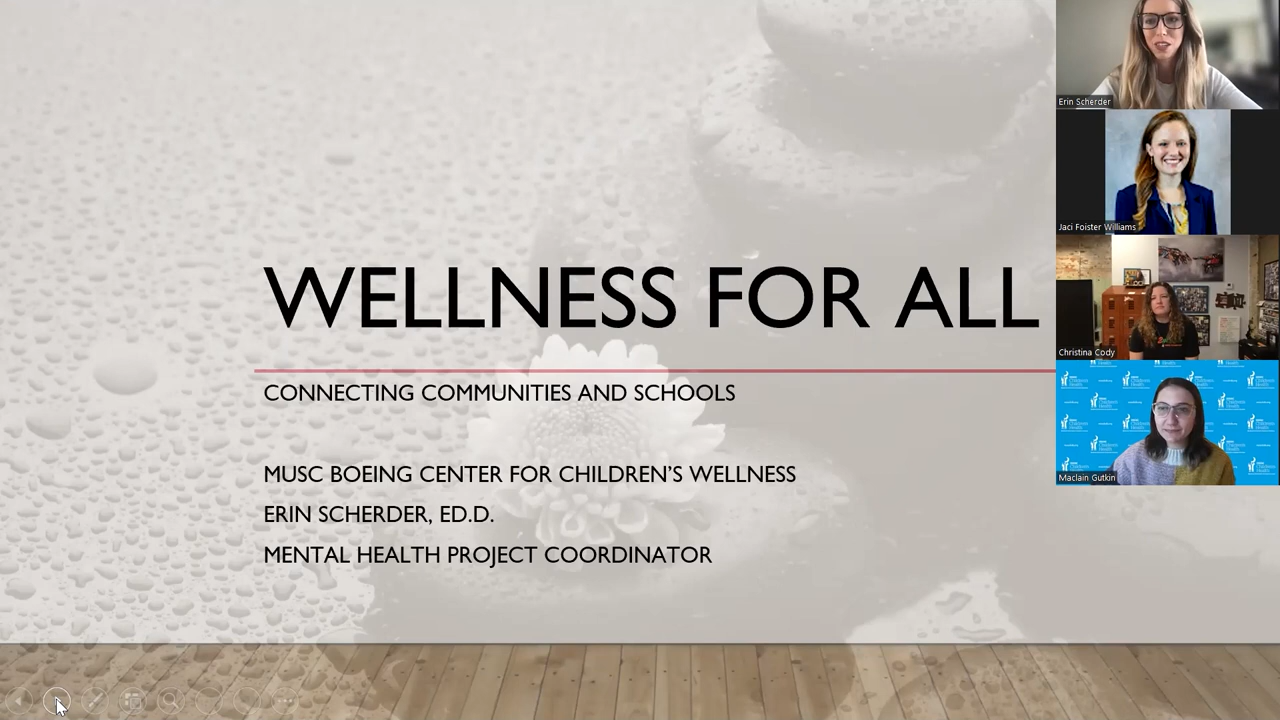 WELLNESS FOR ALL
CONNECTING COMMUNITIES AND SCHOOLS
MUSC BOEING CENTER FOR CHILDREN'S WELLNESS
ERIN SCHERDER, ED.D.
MENTAL HEALTH PROJECT COORDINATOR
Erin Scherder
Jaci Foister Williams
Christina Cody
Maclain Gutkin